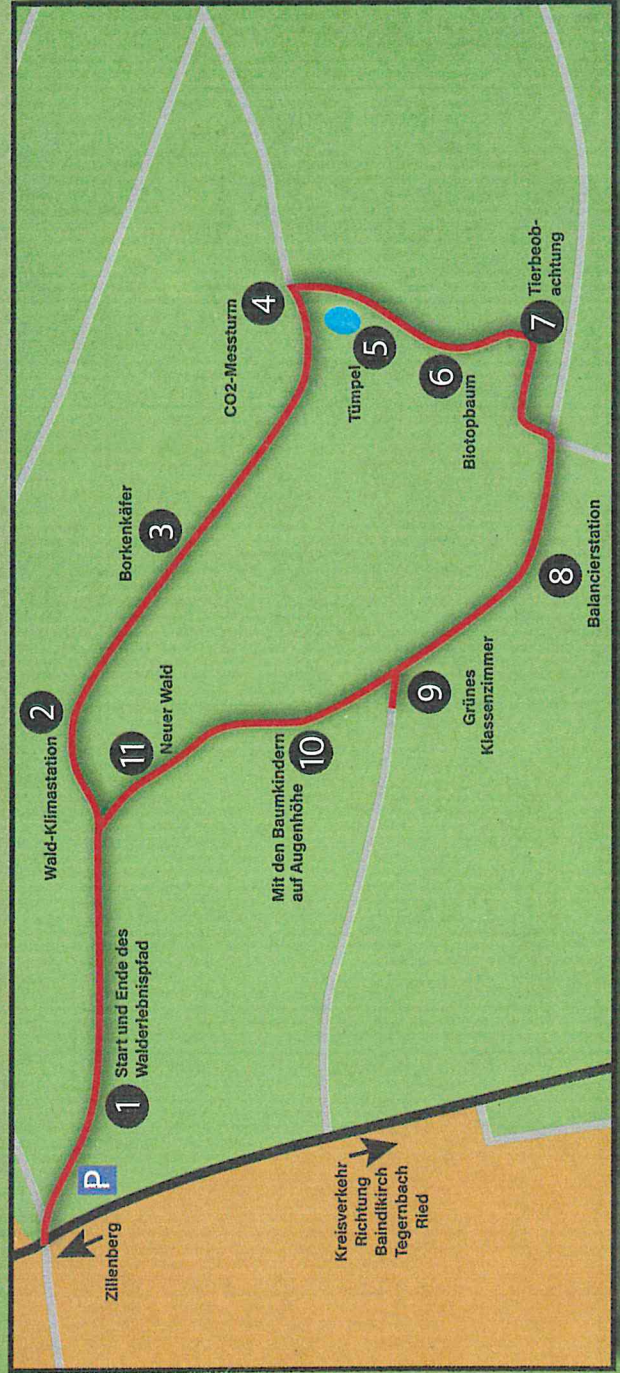 1
Start und Ende des
Walderlebnispfad
2
Wald-Klimastation
3
Borkenkäfer
4
CO2-Messturm
5
Tümpel
6
Biotopbaum
7
Tierbeob-
achtung
8
Balancierstation
9
Grünes
Klassenzimmer
10
Mit den Baumkindern
auf Augenhöhe
11
Neuer Wald
P
Zillenberg
Kreisverkehr
Richtung
Baindlkirch
Tegernbach
Ried